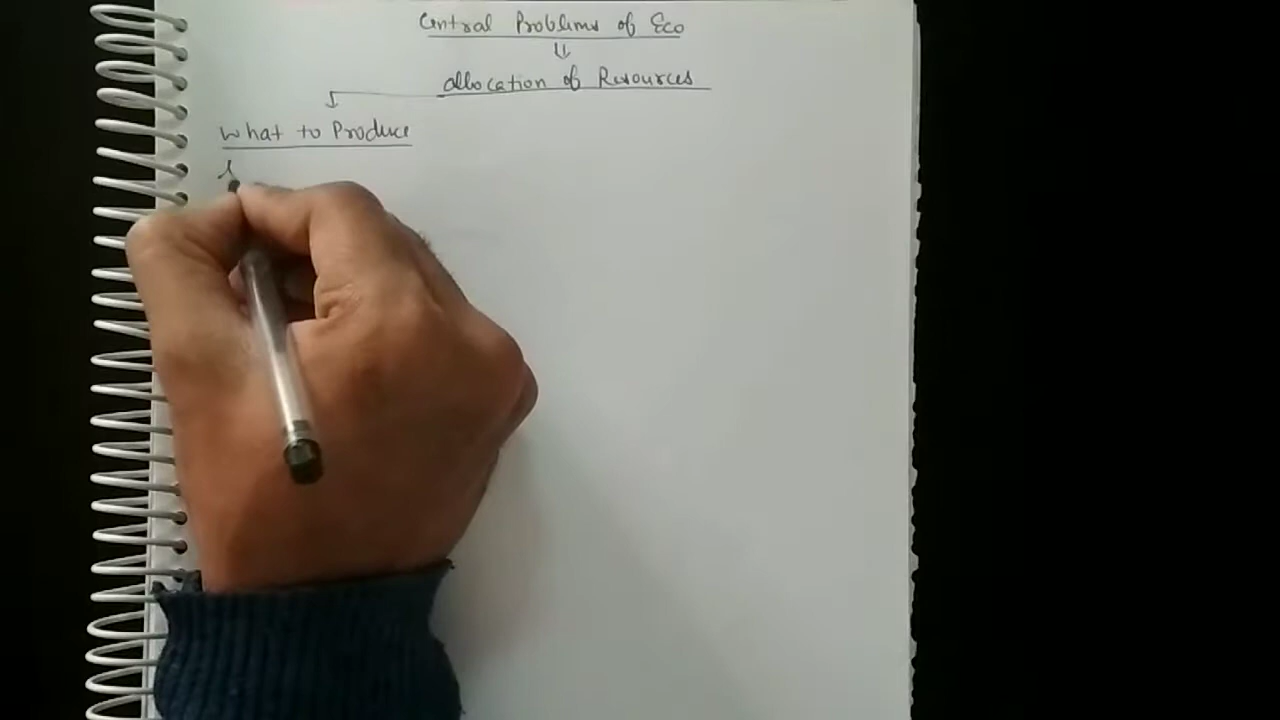 Central Problems of Eco
allocation of Resources
What to Produce